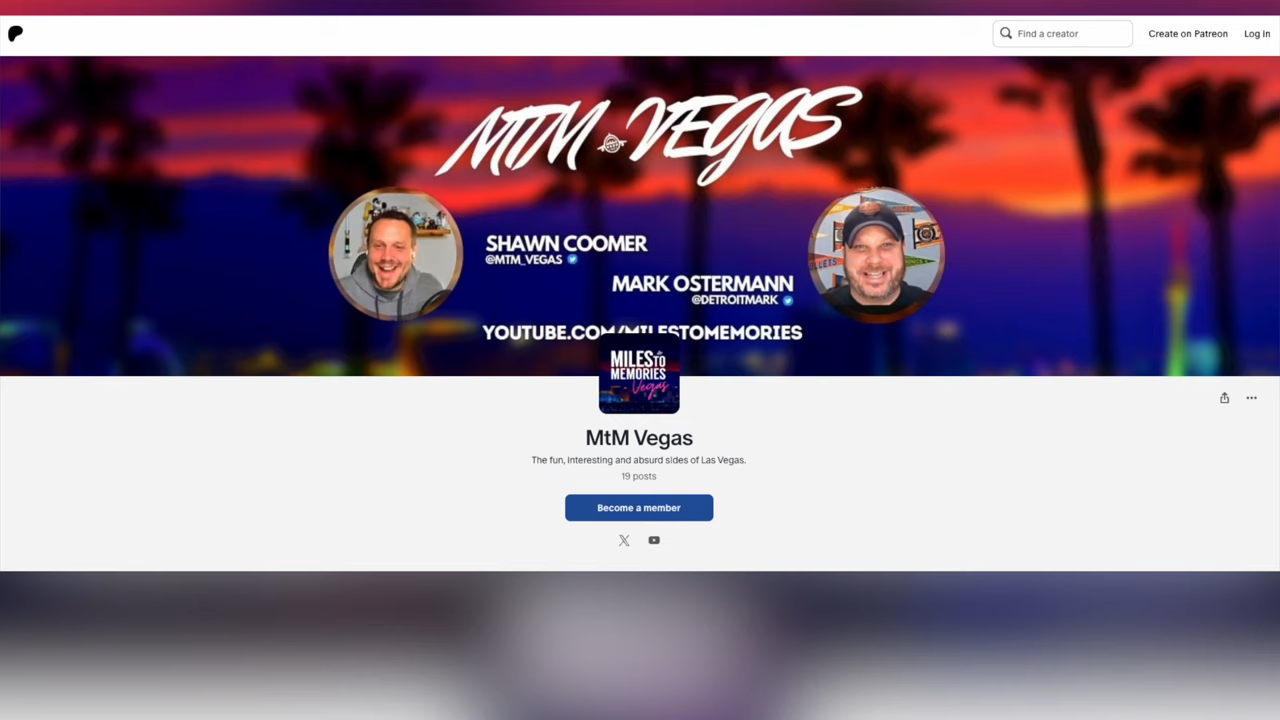 Find a creator
Create on Patreon
Log in
MTM VEGAS
SHAWN COOMER
@MTM_VEGAS
MARK OSTERMANN
@DETROITMARK
YOUTUBE.COM/MILESTOMEMORIES
MILES TO
MEMORIES
Vegas
MtM Vegas
The fun, interesting and absurd sides of Las Vegas.
19 posts
Become a member